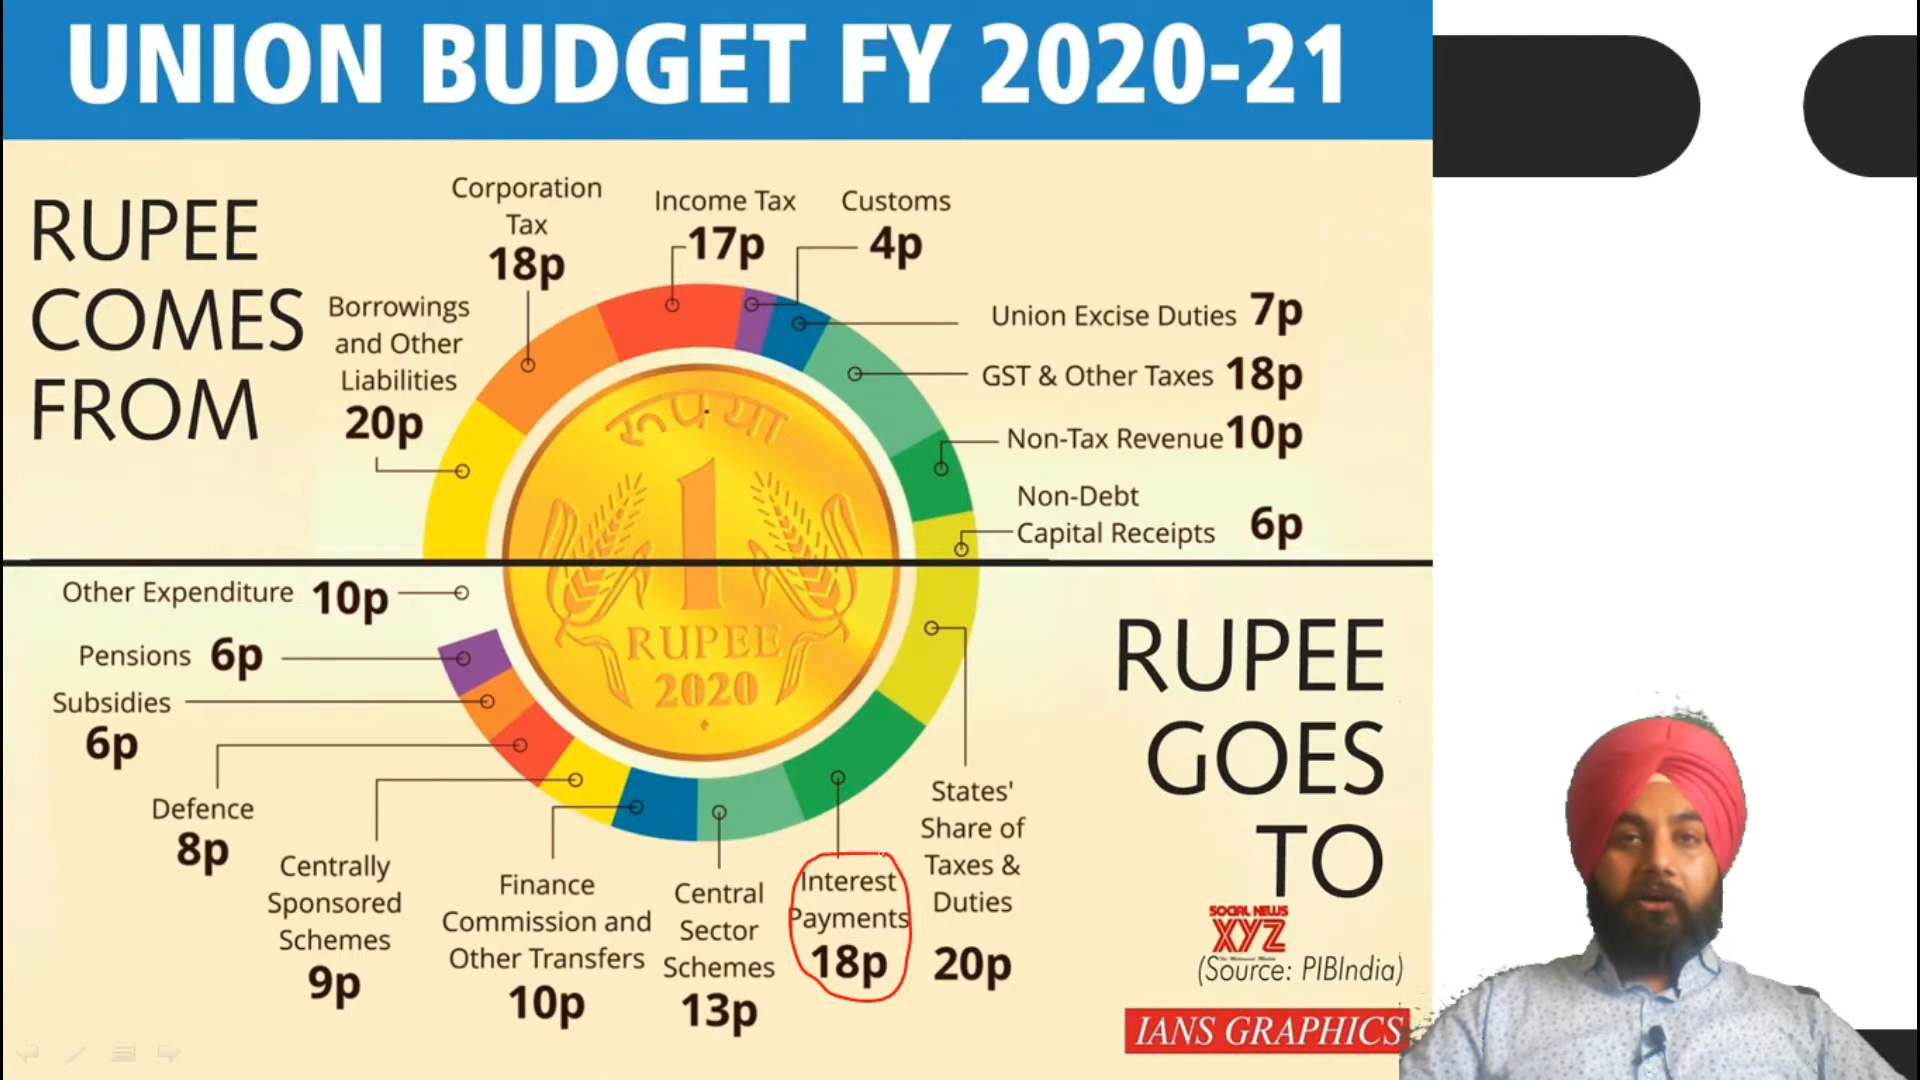 UNION BUDGET FY 2020-21
RUPEE
COMES
FROM
Corporation
Tax
18p
Income Tax
17p
Customs
4p
Borrowings
and Other
Liabilities
20p
Union Excise Duties 7p
GST & Other Taxes 18p
Non-Tax Revenue 10p
Non-Debt
Capital Receipts 6p
रुपया
1
RUPEE
2020
Other Expenditure 10p
Pensions 6p
Subsidies
6p
Defence
8p
Centrally
Sponsored
Schemes
9p
Finance
Commission and
Other Transfers
10p
Central
Sector
Schemes
13p
Interest
Payments
18p
States'
Share of
Taxes &
Duties
20p
RUPEE
GOES
TO
SOCIAL NEWS
XYZ
(Source: PIBIndia)
IANS GRAPHICS